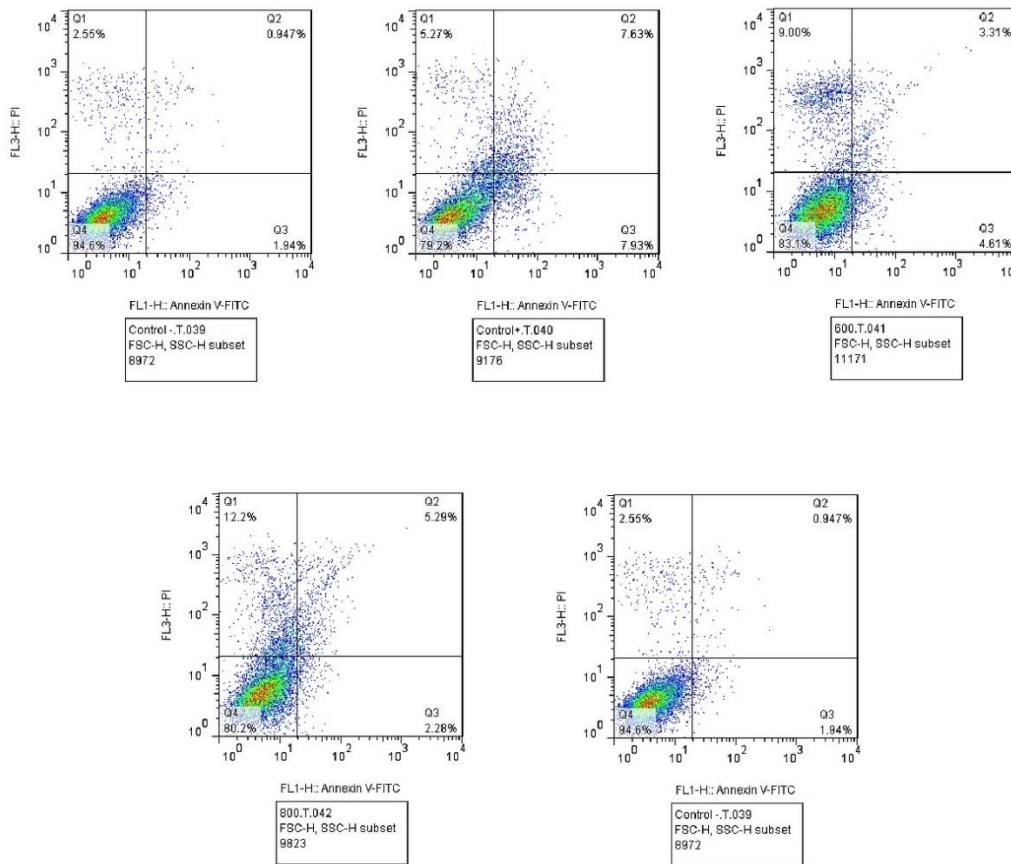 10^4
10^3
10^2
10^1
10^0
FL3-H:: PI
Q1
2.55%
Q2
0.947%
Q4
94.6%
Q3
1.94%
10^0 10^1 10^2 10^3 10^4
FL1-H:: Annexin V-FITC
Control -.T.039
FSC-H, SSC-H subset
8972
10^4
10^3
10^2
10^1
10^0
FL3-H:: PI
Q1
5.27%
Q2
7.63%
Q4
79.2%
Q3
7.93%
10^0 10^1 10^2 10^3 10^4
FL1-H:: Annexin V-FITC
Control+.T.040
FSC-H, SSC-H subset
9176
10^4
10^3
10^2
10^1
10^0
FL3-H:: PI
Q1
9.00%
Q2
3.31%
Q4
83.1%
Q3
4.61%
10^0 10^1 10^2 10^3 10^4
FL1-H:: Annexin V-FITC
600.T.041
FSC-H, SSC-H subset
11171
10^4
10^3
10^2
10^1
10^0
FL3-H:: PI
Q1
12.2%
Q2
5.29%
Q4
80.2%
Q3
2.28%
10^0 10^1 10^2 10^3 10^4
FL1-H:: Annexin V-FITC
800.T.042
FSC-H, SSC-H subset
9823
10^4
10^3
10^2
10^1
10^0
FL3-H:: PI
Q1
2.55%
Q2
0.947%
Q4
94.6%
Q3
1.94%
10^0 10^1 10^2 10^3 10^4
FL1-H:: Annexin V-FITC
Control -.T.039
FSC-H, SSC-H subset
8972